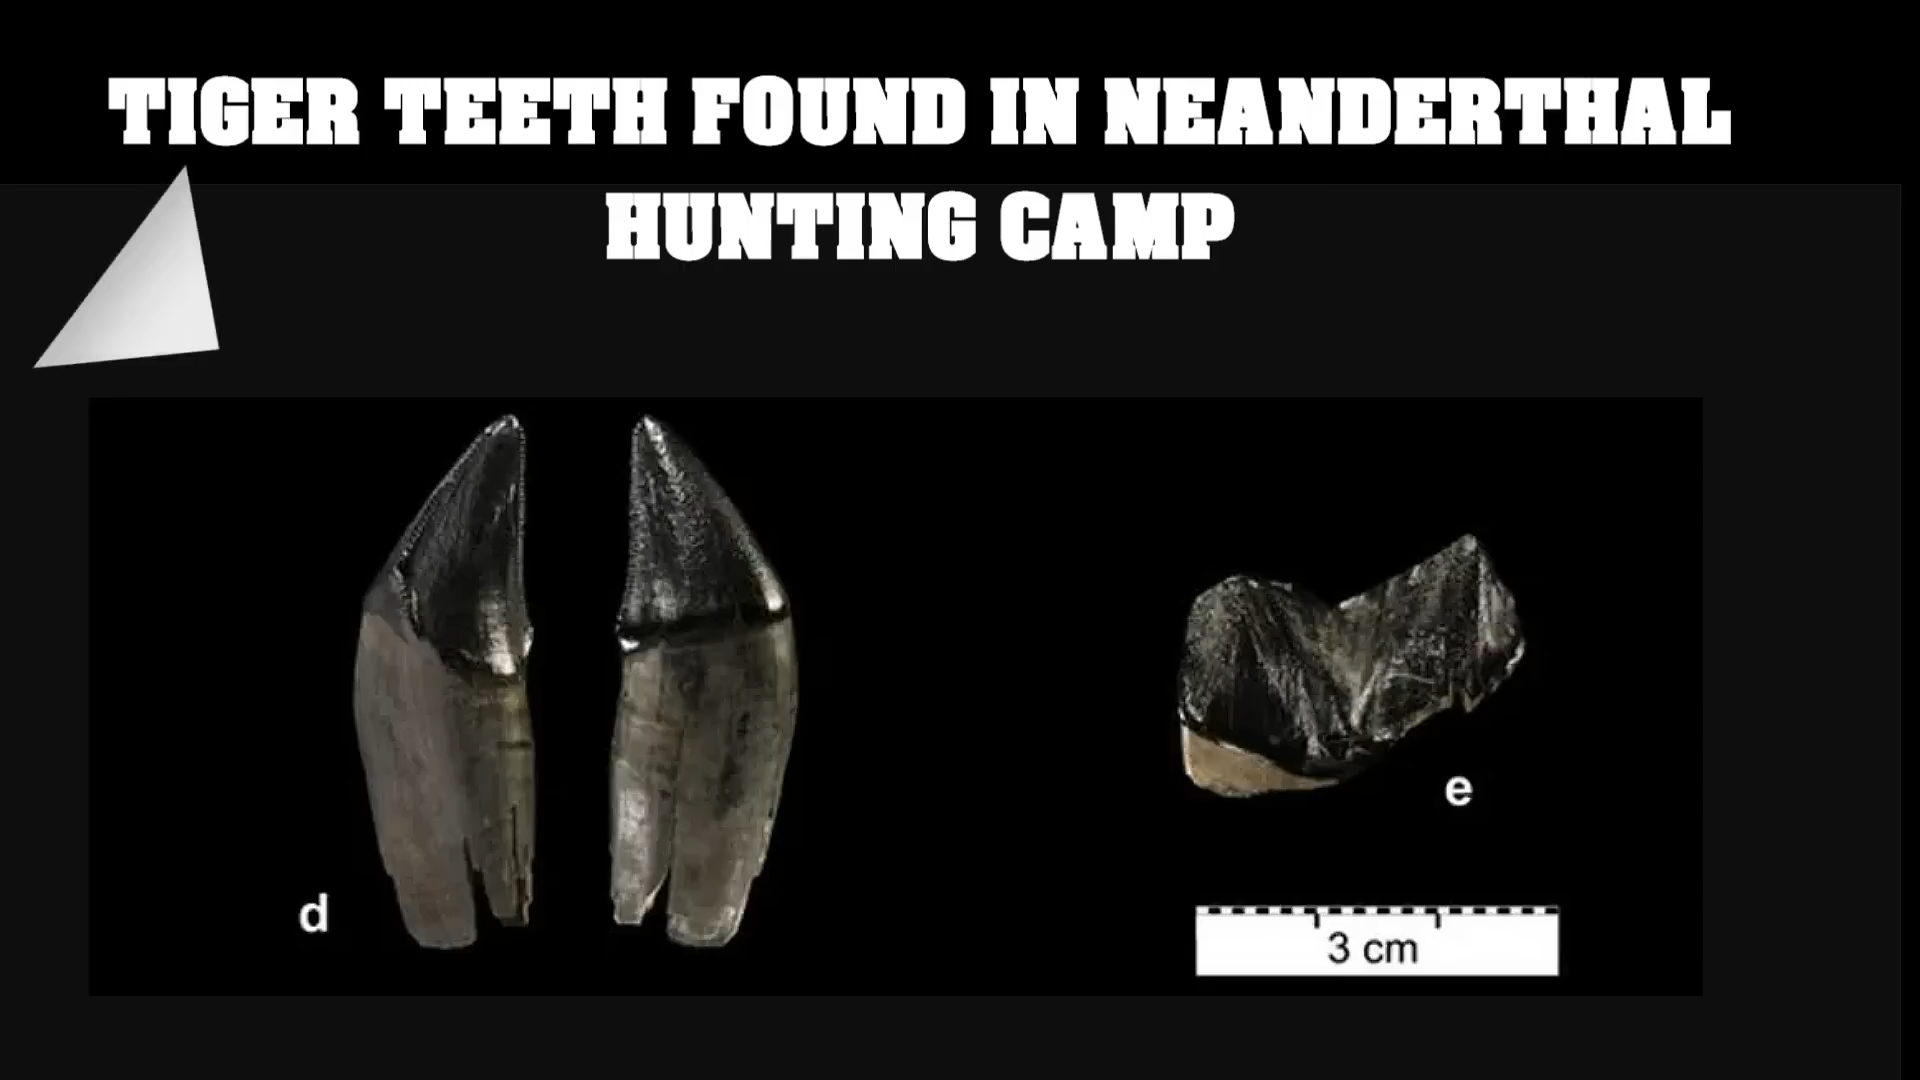 TIGER TEETH FOUND IN NEANDERTHAL
HUNTING CAMP
d
e
3 cm